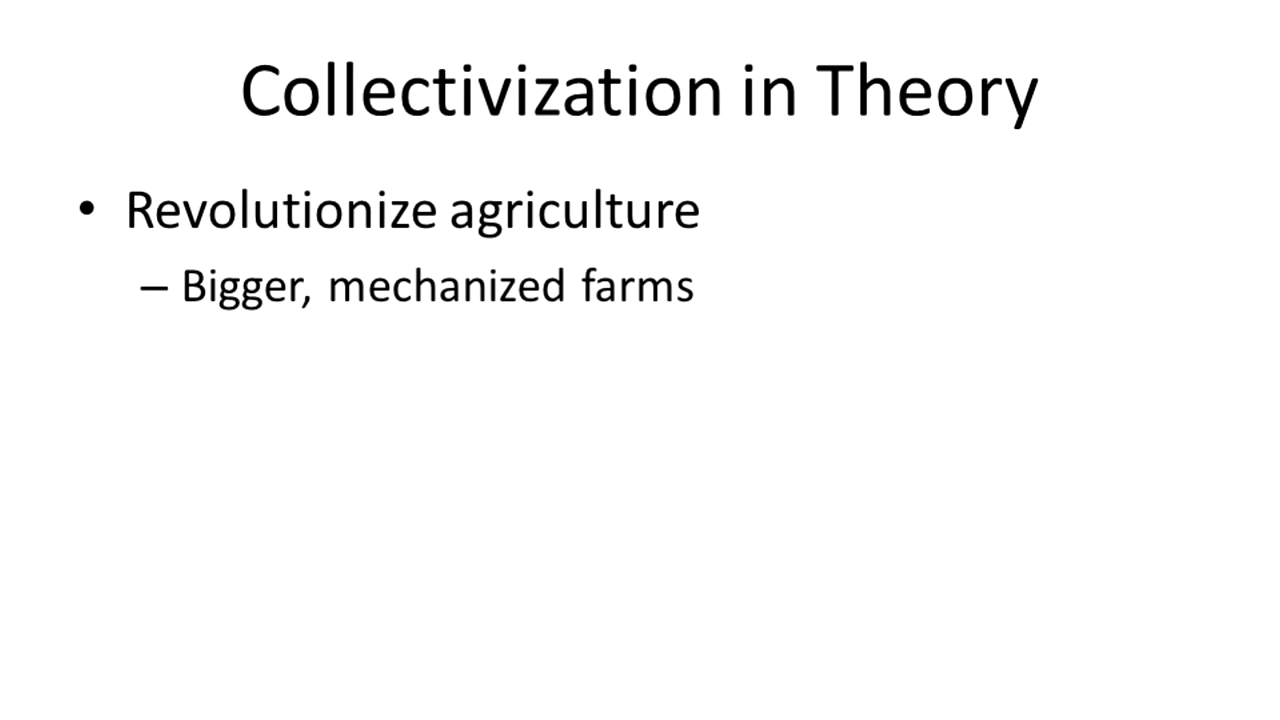 Collectivization in Theory
• Revolutionize agriculture
– Bigger, mechanized farms